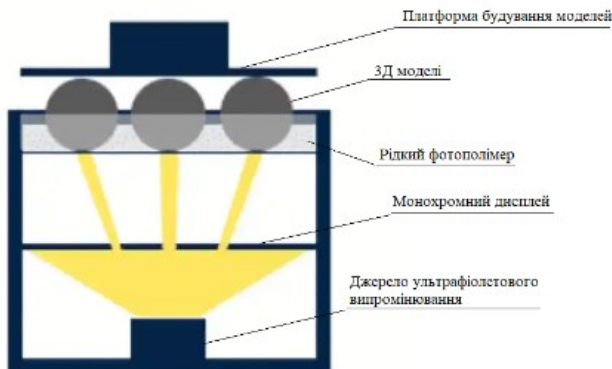 Платформа будування моделей
3Д моделі
Рідкий фотополімер
Монохромний дисплей
Джерело ультрафіолетового
випромінювання